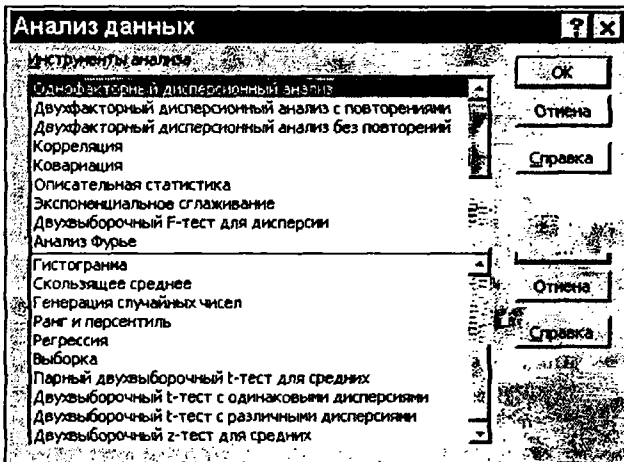 Анализ данных
Инструменты анализа
Однофакторный дисперсионный анализ
Двухфакторный дисперсионный анализ с повторениями
Двухфакторный дисперсионный анализ без повторений
Корреляция
Ковариация
Описательная статистика
Экспоненциальное сглаживание
Двухвыборочный F-тест для дисперсии
Анализ Фурье
Гистограмма
Скользящее среднее
Генерация случайных чисел
Ранг и персентиль
Регрессия
Выборка
Парный двухвыборочный t-тест для средних
Двухвыборочный t-тест с одинаковыми дисперсиями
Двухвыборочный t-тест с различными дисперсиями
Двухвыборочный z-тест для средних
OK
Отмена
Справка
Отмена
Справка